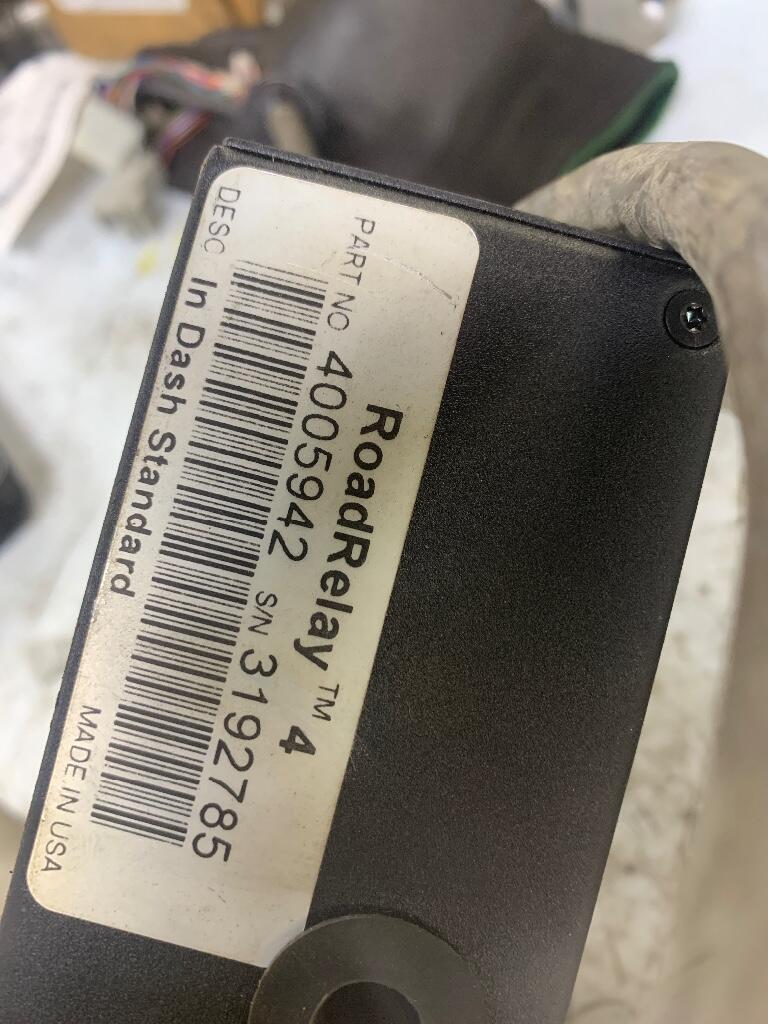 RoadRelay™ 4
PART NO 4005942 S/N 3192785
DESC In Dash Standard
MADE IN USA